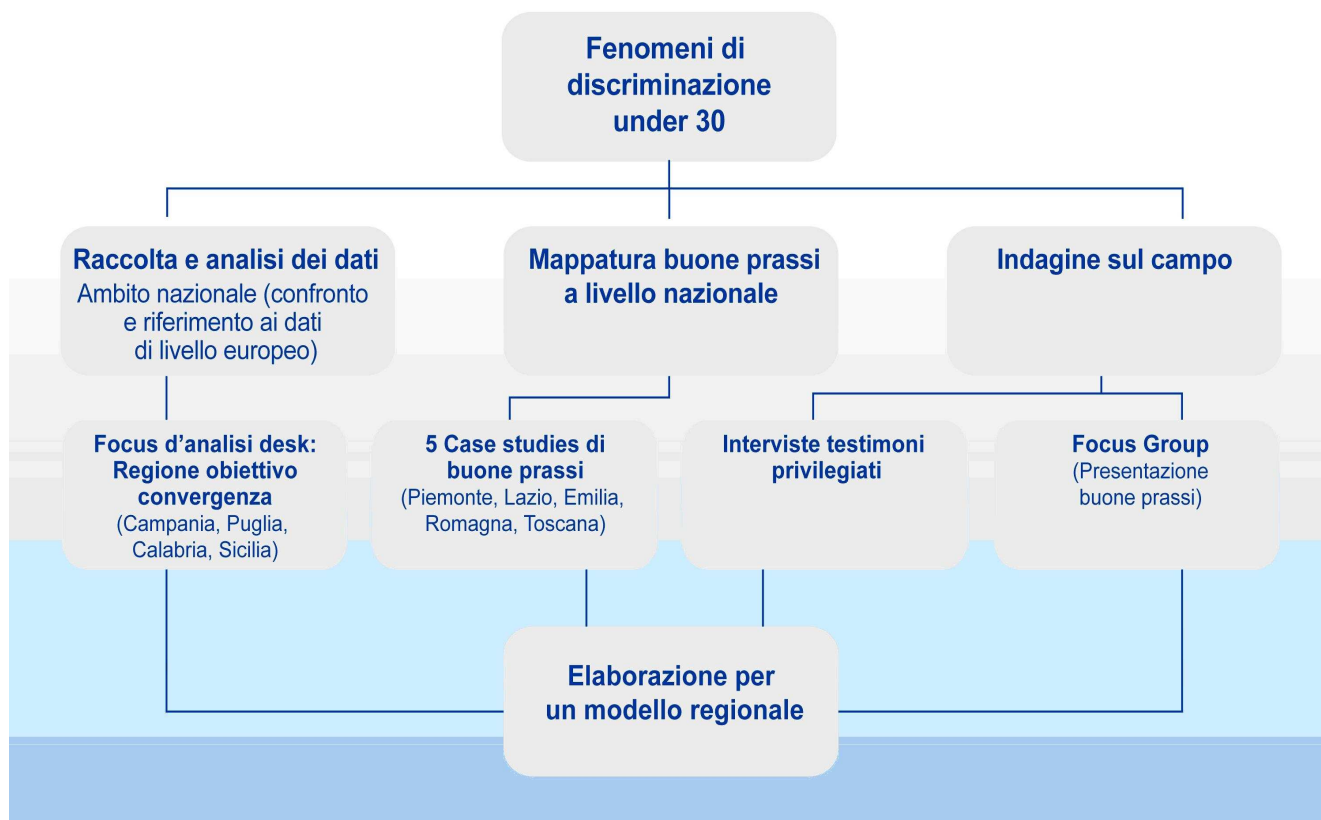 Fenomeni di
discriminazione
under 30
Raccolta e analisi dei dati
Ambito nazionale (confronto
e riferimento ai dati
di livello europeo)
Mappatura buone prassi
a livello nazionale
Indagine sul campo
Focus d’analisi desk:
Regione obiettivo
convergenza
(Campania, Puglia,
Calabria, Sicilia)
5 Case studies di
buone prassi
(Piemonte, Lazio, Emilia,
Romagna, Toscana)
Interviste testimoni
privilegiati
Focus Group
(Presentazione
buone prassi)
Elaborazione per
un modello regionale